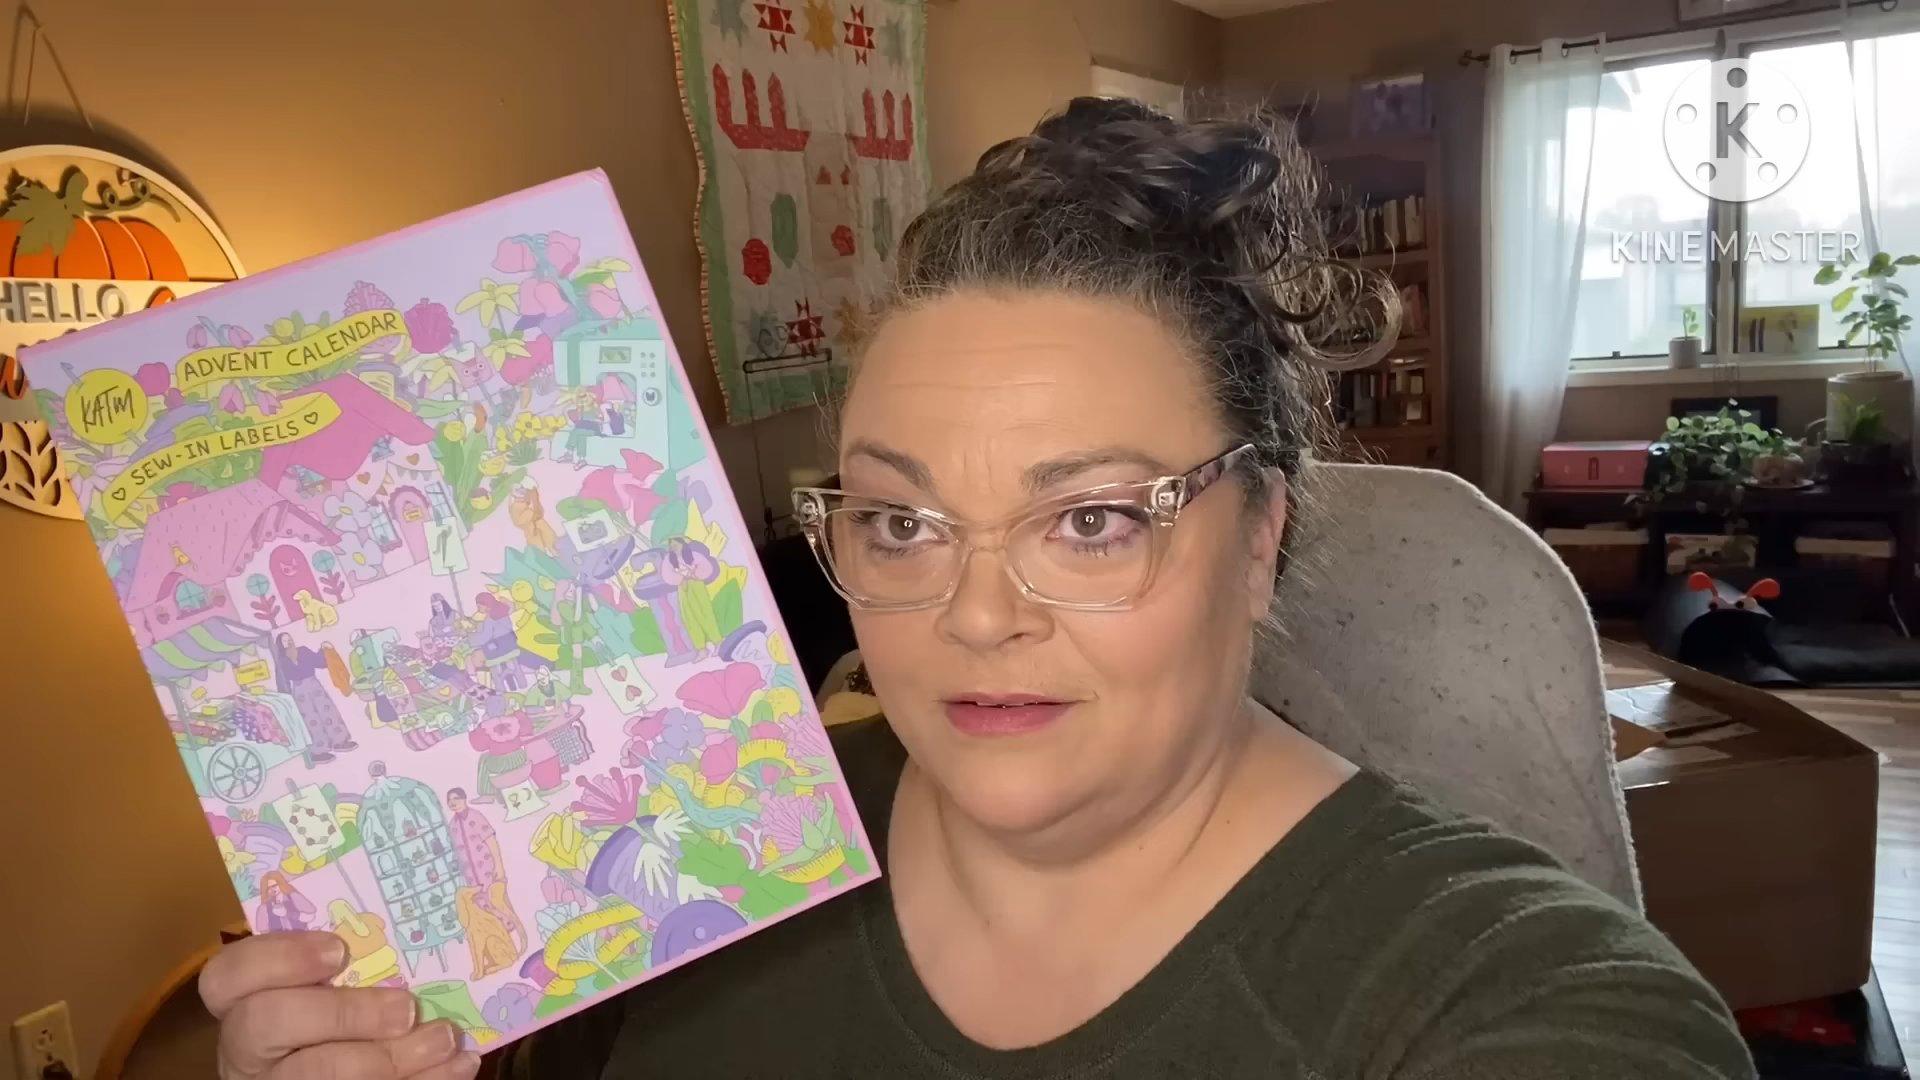 HELLO
KATM
ADVENT CALENDAR
SEW-IN LABELS
K
KINEMASTER